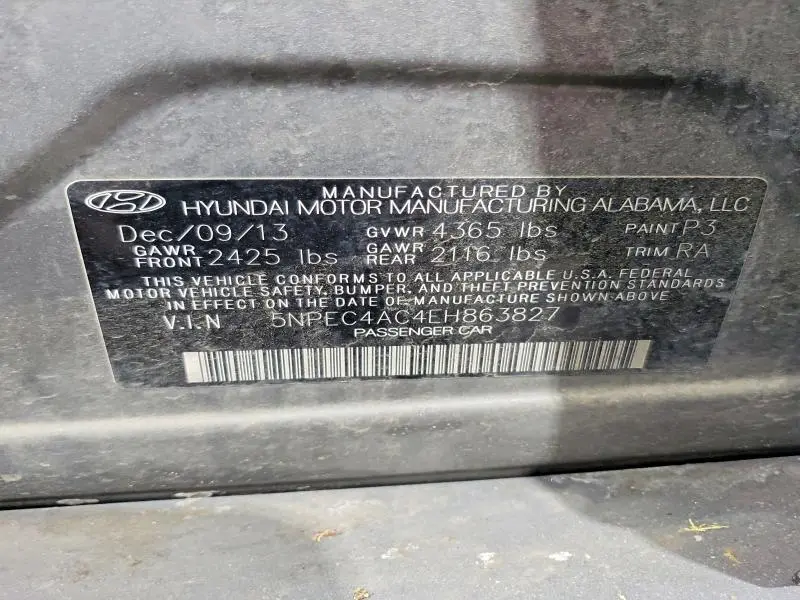 MANUFACTURED BY
HYUNDAI MOTOR MANUFACTURING ALABAMA, LLC
Dec/09/13 GVWR 4365 lbs PAINT P3
GAWR FRONT 2425 lbs GAWR REAR 2116 lbs TRIM RA
THIS VEHICLE CONFORMS TO ALL APPLICABLE U.S.A. FEDERAL
MOTOR VEHICLE SAFETY, BUMPER, AND THEFT PREVENTION STANDARDS
IN EFFECT ON THE DATE OF MANUFACTURE SHOWN ABOVE
V.I.N 5NPEC4AC4EH863827
PASSENGER CAR